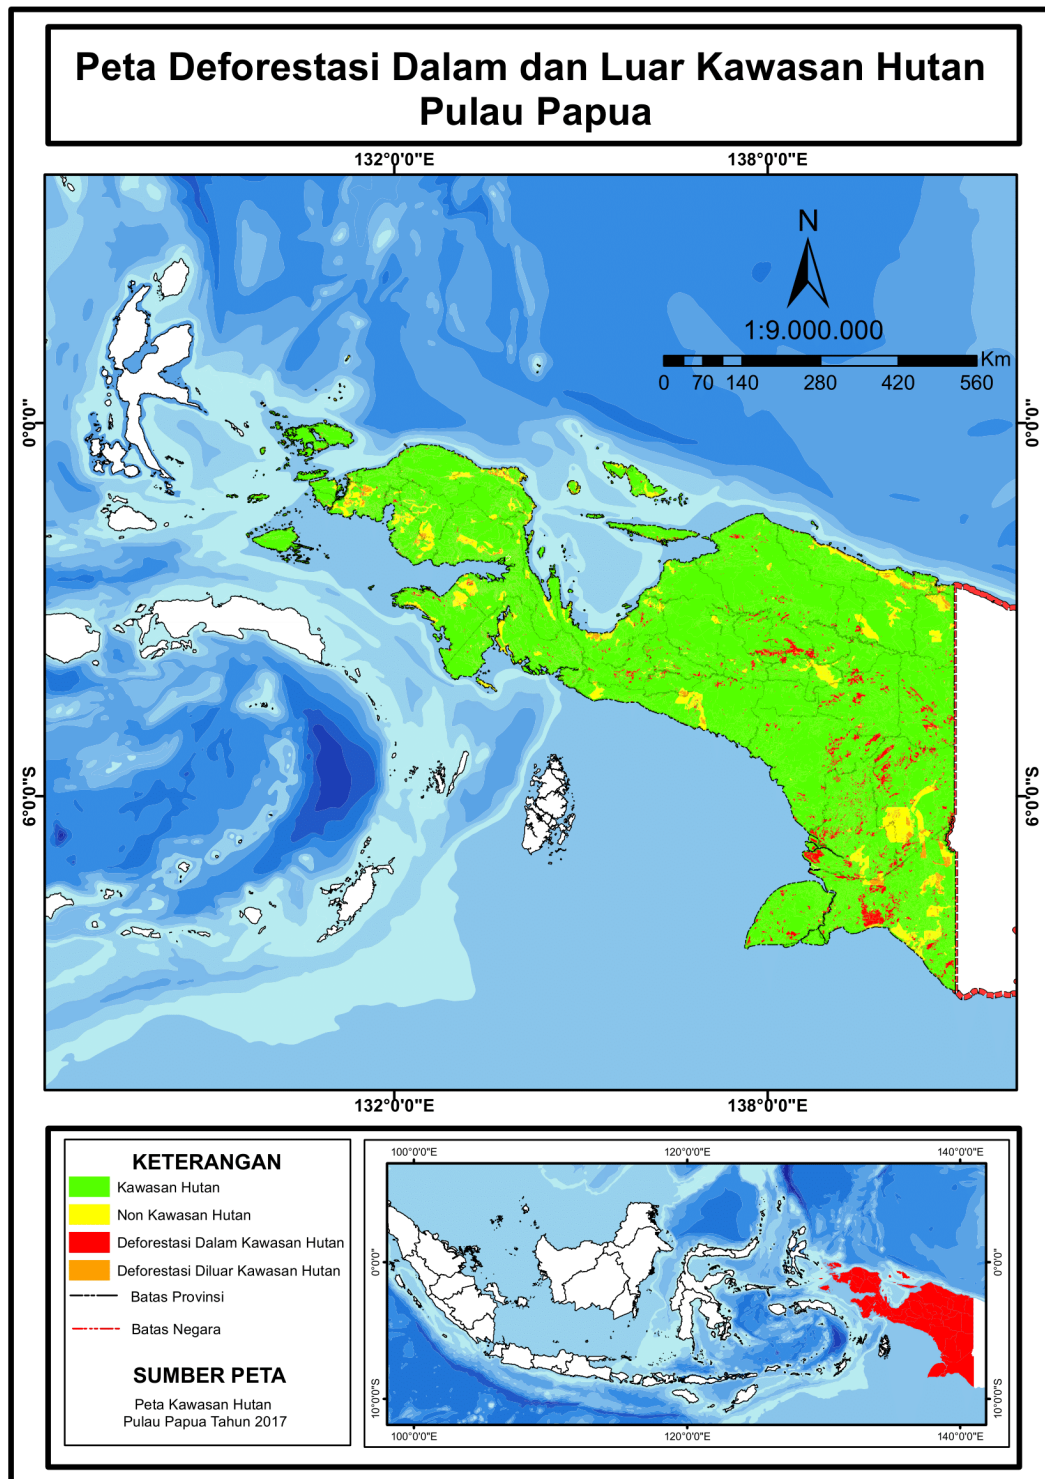 Peta Deforestasi Dalam dan Luar Kawasan Hutan
Pulau Papua
132°0'0"E
138°0'0"E
N
1:9.000.000
Km
0 70 140 280 420 560
0°0'0"
0°0'0"
6°0'0"S
6°0'0"S
132°0'0"E
138°0'0"E
KETERANGAN
Kawasan Hutan
Non Kawasan Hutan
Deforestasi Dalam Kawasan Hutan
Deforestasi Diluar Kawasan Hutan
Batas Provinsi
Batas Negara
SUMBER PETA
Peta Kawasan Hutan
Pulau Papua Tahun 2017
100°0'0"E
120°0'0"E
140°0'0"E
0°0'0"
0°0'0"
10°0'0"S
10°0'0"S
100°0'0"E
120°0'0"E
140°0'0"E